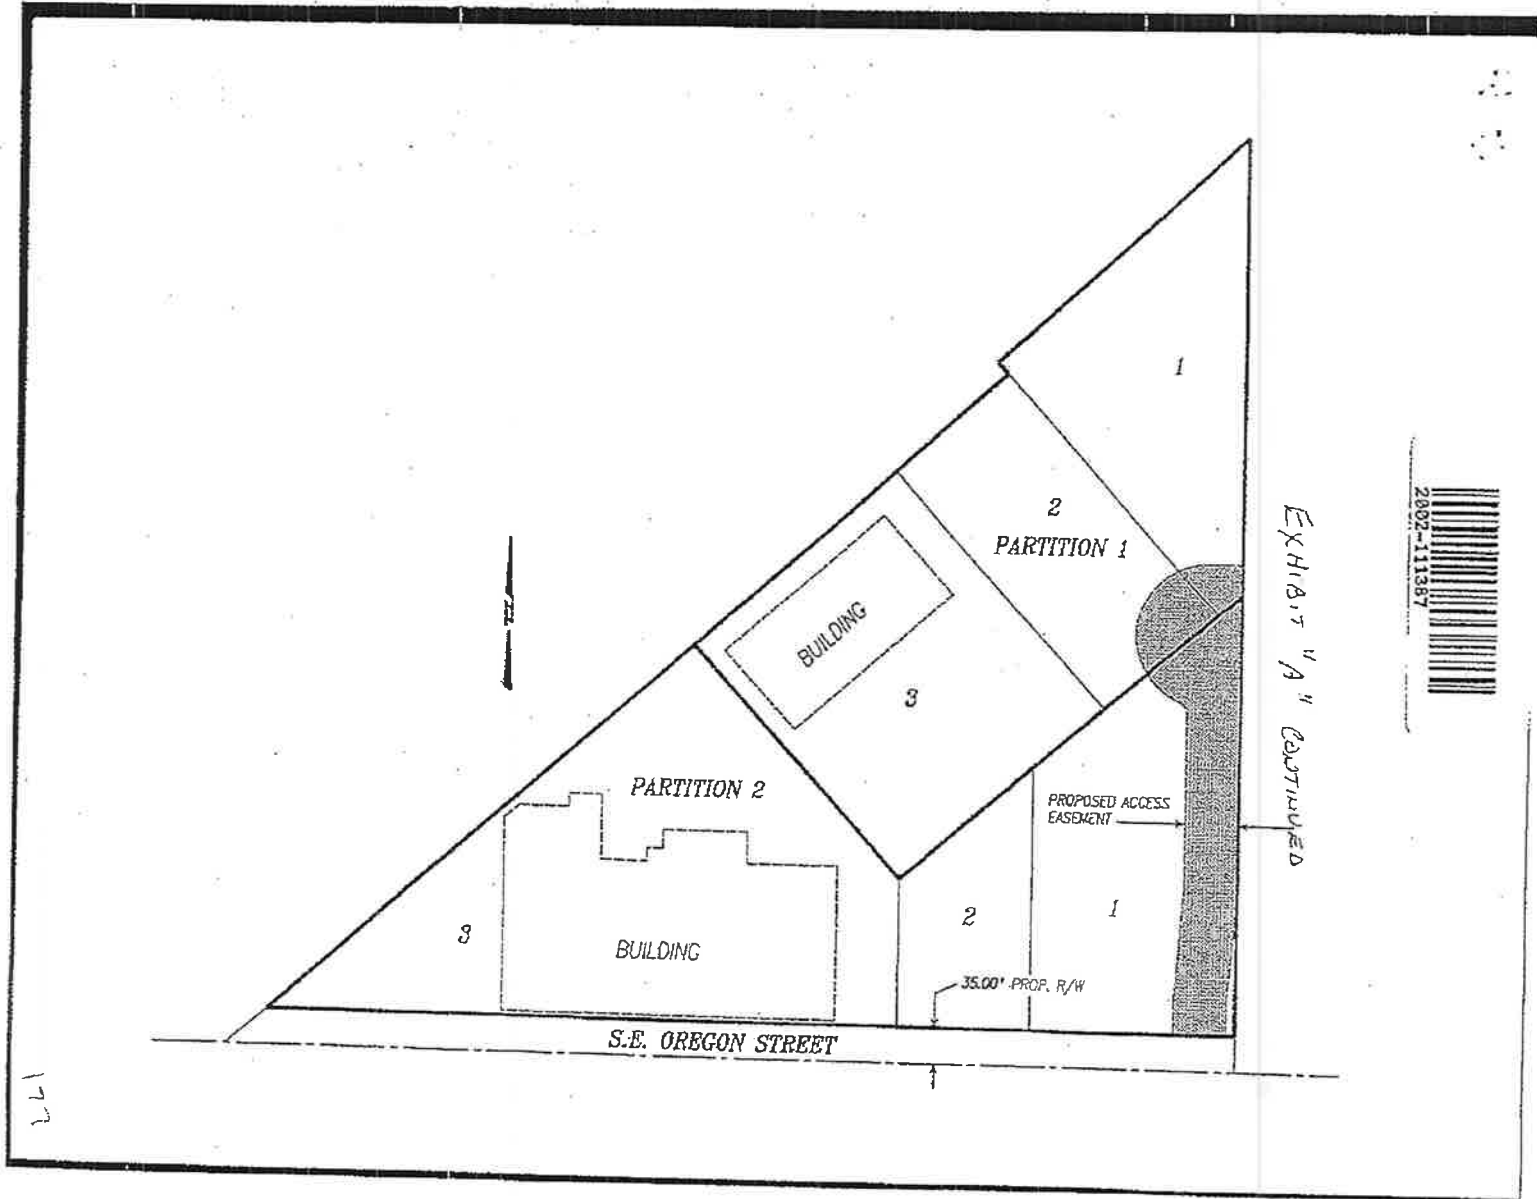 1
2
PARTITION 1
BUILDING
3
PARTITION 2
3
BUILDING
2
PROPOSED ACCESS
EASEMENT
1
35.00' PROP. R/W
S.E. OREGON STREET
EXHIBIT "A" CONTINUED
2002-111387